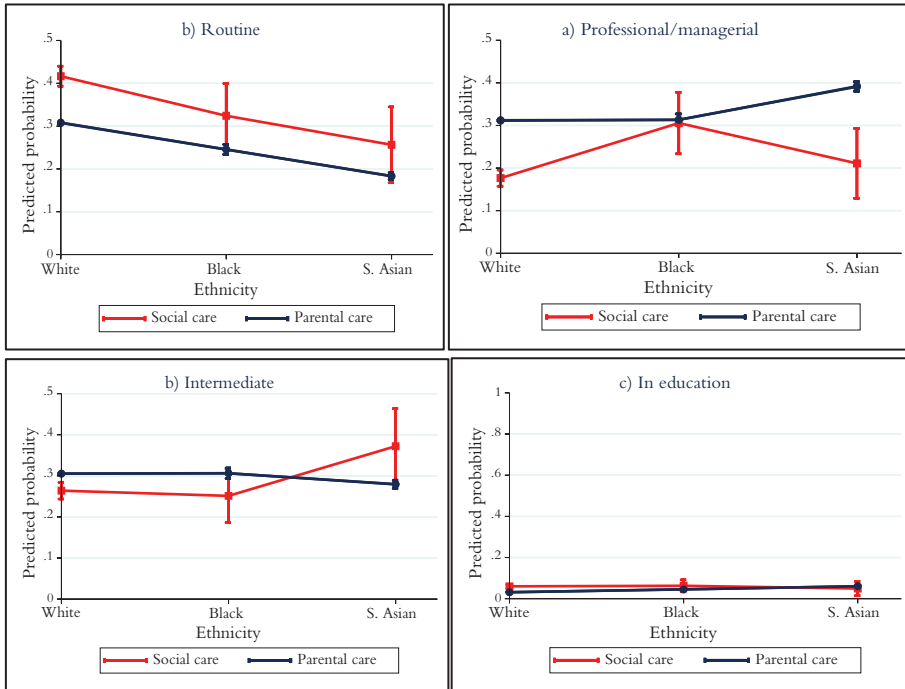 b) Routine
Predicted probability
.5
.4
.3
.2
.1
0
White
Black
S. Asian
Ethnicity
Social care
Parental care
a) Professional/managerial
Predicted probability
.5
.4
.3
.2
.1
0
White
Black
S. Asian
Ethnicity
Social care
Parental care
b) Intermediate
Predicted probability
.5
.4
.3
.2
.1
0
White
Black
S. Asian
Ethnicity
Social care
Parental care
c) In education
Predicted probability
1
.8
.6
.4
.2
0
White
Black
S. Asian
Ethnicity
Social care
Parental care